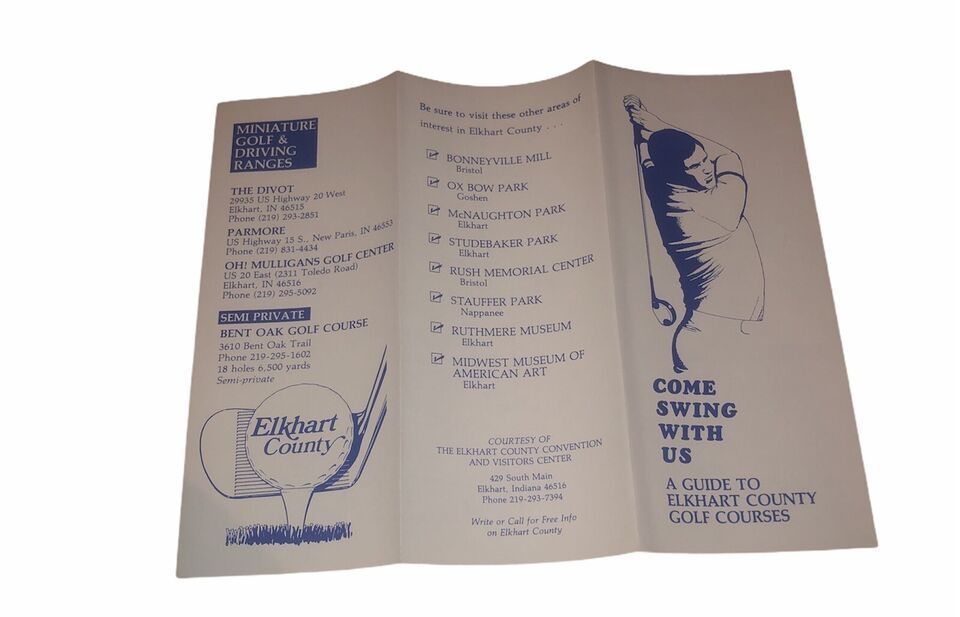 MINIATURE
GOLF &
DRIVING
RANGES
THE DIVOT
29935 US Highway 20 West
Elkhart, IN 46515
Phone (219) 293-2851
PARMORE
US Highway 15 S., New Paris, IN 46553
Phone (219) 831-4434
OH! MULLIGANS GOLF CENTER
US 20 East (2311 Toledo Road)
Elkhart, IN 46516
Phone (219) 295-5092
SEMI PRIVATE
BENT OAK GOLF COURSE
3610 Bent Oak Trail
Phone 219-295-1602
18 holes 6,500 yards
Semi-private
Elkhart
County
Be sure to visit these other areas of
interest in Elkhart County . . .
BONNEYVILLE MILL
Bristol
OX BOW PARK
Goshen
McNAUGHTON PARK
Elkhart
STUDEBAKER PARK
Elkhart
RUSH MEMORIAL CENTER
Bristol
STAUFFER PARK
Nappanee
RUTHMERE MUSEUM
Elkhart
MIDWEST MUSEUM OF
AMERICAN ART
Elkhart
COURTESY OF
THE ELKHART COUNTY CONVENTION
AND VISITORS CENTER
429 South Main
Elkhart, Indiana 46516
Phone 219-293-7394
Write or Call for Free Info
on Elkhart County
COME
SWING
WITH
US
A GUIDE TO
ELKHART COUNTY
GOLF COURSES